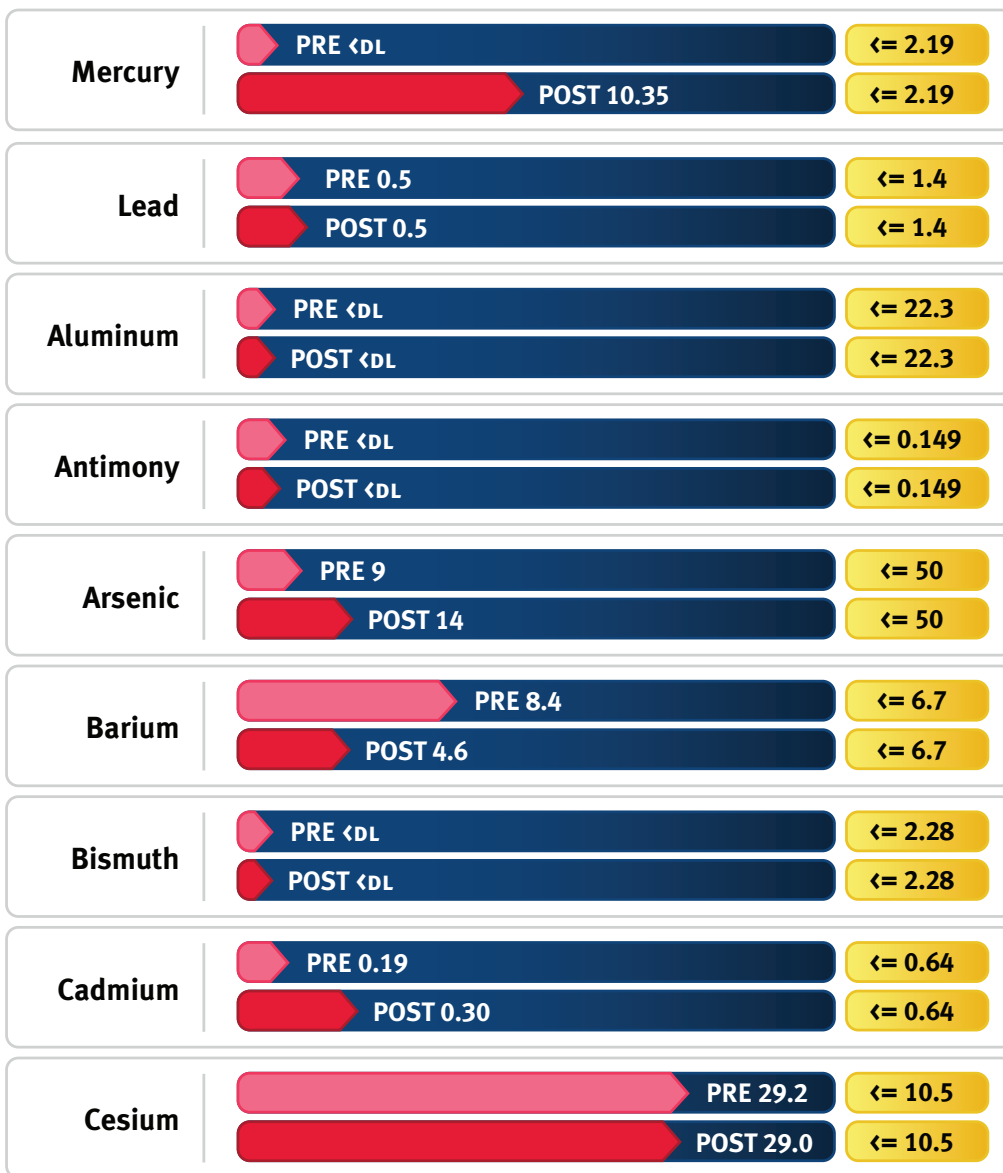 Mercury
PRE <DL <= 2.19
POST 10.35 <= 2.19
Lead
PRE 0.5 <= 1.4
POST 0.5 <= 1.4
Aluminum
PRE <DL <= 22.3
POST <DL <= 22.3
Antimony
PRE <DL <= 0.149
POST <DL <= 0.149
Arsenic
PRE 9 <= 50
POST 14 <= 50
Barium
PRE 8.4 <= 6.7
POST 4.6 <= 6.7
Bismuth
PRE <DL <= 2.28
POST <DL <= 2.28
Cadmium
PRE 0.19 <= 0.64
POST 0.30 <= 0.64
Cesium
PRE 29.2 <= 10.5
POST 29.0 <= 10.5